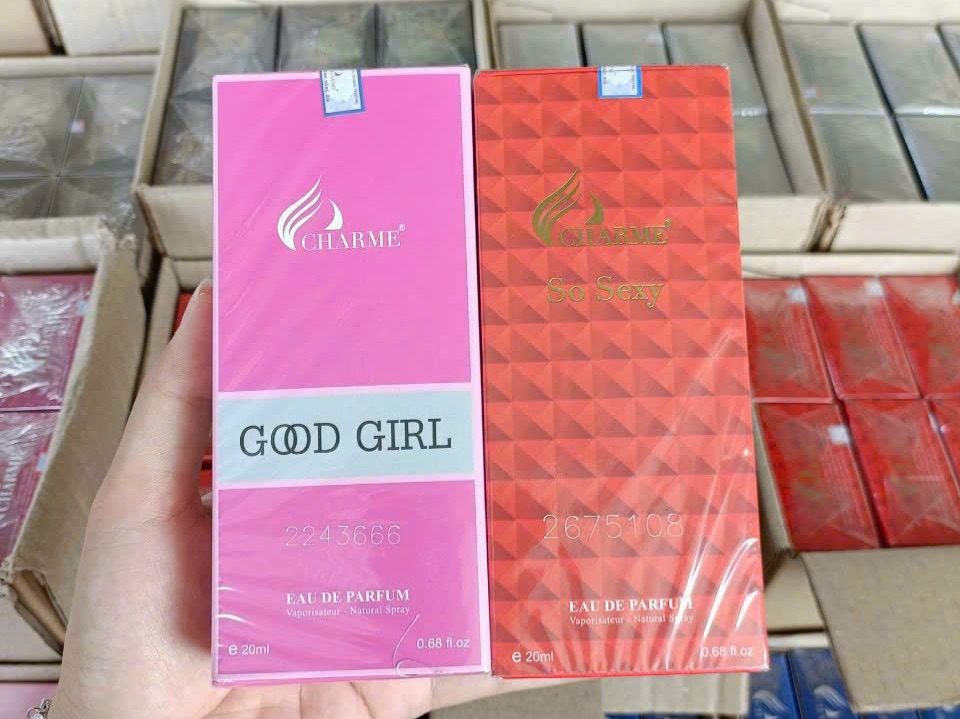 CHARME®
GOOD GIRL
2243666
EAU DE PARFUM
Vaporisateur - Natural Spray
e 20ml
0.68 fl.oz
CHARME®
So Sexy
2675108
EAU DE PARFUM
Vaporisateur - Natural Spray
e 20ml
0.68 fl.oz
CHARME